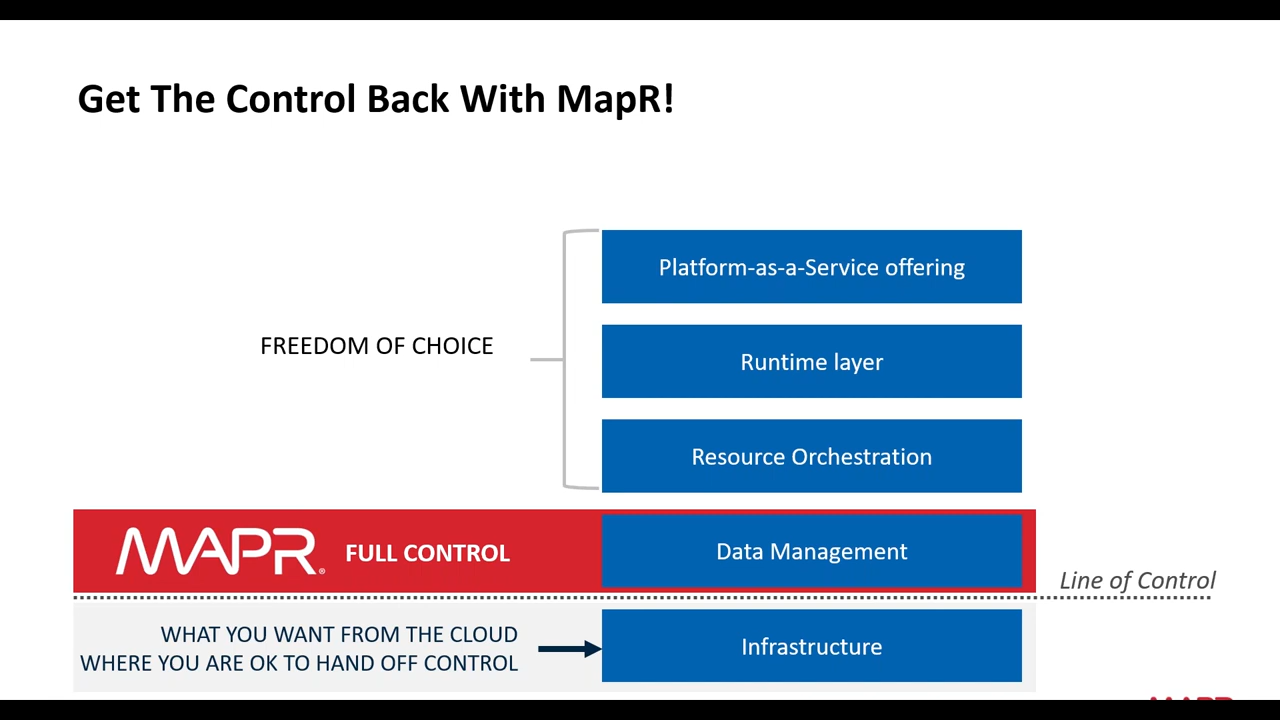 Get The Control Back With MapR!
Platform-as-a-Service offering
FREEDOM OF CHOICE
Runtime layer
Resource Orchestration
MAPR® FULL CONTROL
Data Management
Line of Control
WHAT YOU WANT FROM THE CLOUD
WHERE YOU ARE OK TO HAND OFF CONTROL
Infrastructure
MAPR